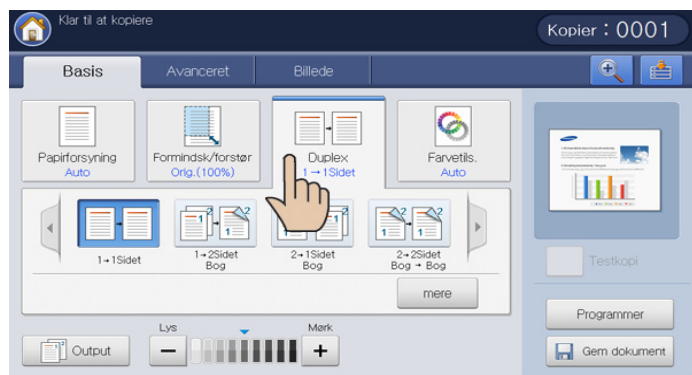 Klar til at kopiere
Kopier : 0001
Basis
Avanceret
Billede
Papirforsyning
Auto
Formindsk/forstør
Orig.(100%)
Duplex
1→1Sidet
Farvetils.
Auto
1→1Sidet
1→2Sidet
Bog
2→1Sidet
Bog
2→2Sidet
Bog → Bog
mere
Testkopi
Lys
Mørk
Output
Programmer
Gem dokument